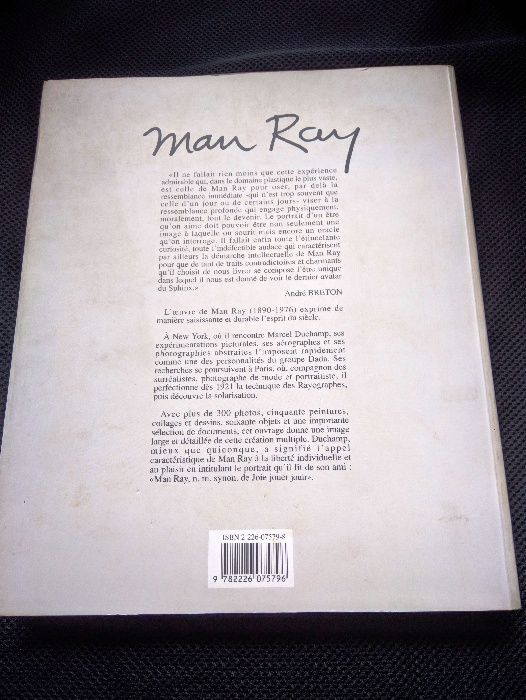 Man Ray
«Il ne fallait rien moins que cette expérience
admirable qui, dans le domaine plastique le plus vaste,
est celle de Man Ray pour oser, par delà la
ressemblance immédiate -qui n'est trop souvent que
celle d'un jour ou de certains jours- viser à la
ressemblance profonde qui engage physiquement,
moralement, tout le devenir. Le portrait d'un être
qu'on aime doit pouvoir être non seulement une
image à laquelle on sourit mais encore un oracle
qu'on interroge. Il fallait enfin toute l'étincelante
curiosité, toute l'indéfectible audace qui caractérisent
par ailleurs la démarche intellectuelle de Man Ray
pour que de tant de traits contradictoires et charmants
qu'il choisit de nous livrer se compose l'être unique
dans lequel il nous est donné de voir le dernier avatar
du Sphinx.»
André BRETON
L'œuvre de Man Ray (1890-1976) exprime de
manière saisissante et durable l'esprit du siècle.
À New York, où il rencontre Marcel Duchamp, ses
expérimentations picturales, ses aérographes et ses
photographies abstraites l'imposent rapidement
comme une des personnalités du groupe Dada. Ses
recherches se poursuivent à Paris, où, compagnon des
surréalistes, photographe de mode et portraitiste, il
perfectionne dès 1921 la technique des Rayographes,
puis découvre la solarisation.
Avec plus de 300 photos, cinquante peintures,
collages et dessins, soixante objets et une importante
sélection de documents, cet ouvrage donne une image
large et détaillée de cette création multiple. Duchamp,
mieux que quiconque, a signifié l'appel
caractéristique de Man Ray à la liberté individuelle et
au plaisir en intitulant le portrait qu'il fit de son ami :
«Man Ray, n. m. synon. de Joie jouer jouir».
ISBN 2 226-07579-8
9 782226 075796